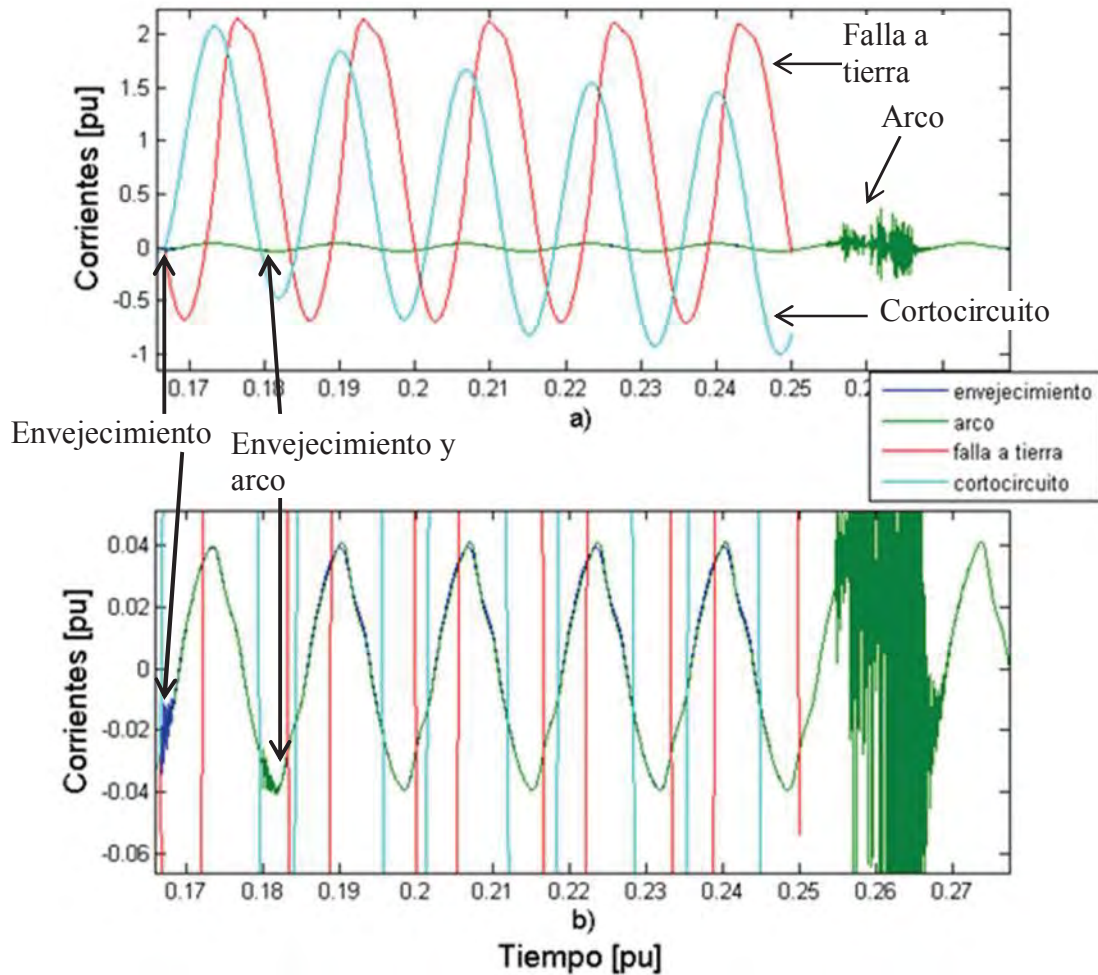 2
1.5
1
0.5
0
-0.5
-1
Corrientes [pu]
Falla a
tierra
Arco
Cortocircuito
0.17 0.18 0.19 0.2 0.21 0.22 0.23 0.24 0.25
a)
envejecimiento
arco
falla a tierra
cortocircuito
Envejecimiento
Envejecimiento y
arco
0.04
0.02
0
-0.02
-0.04
-0.06
Corrientes [pu]
0.17 0.18 0.19 0.2 0.21 0.22 0.23 0.24 0.25 0.26 0.27
b)
Tiempo [pu]